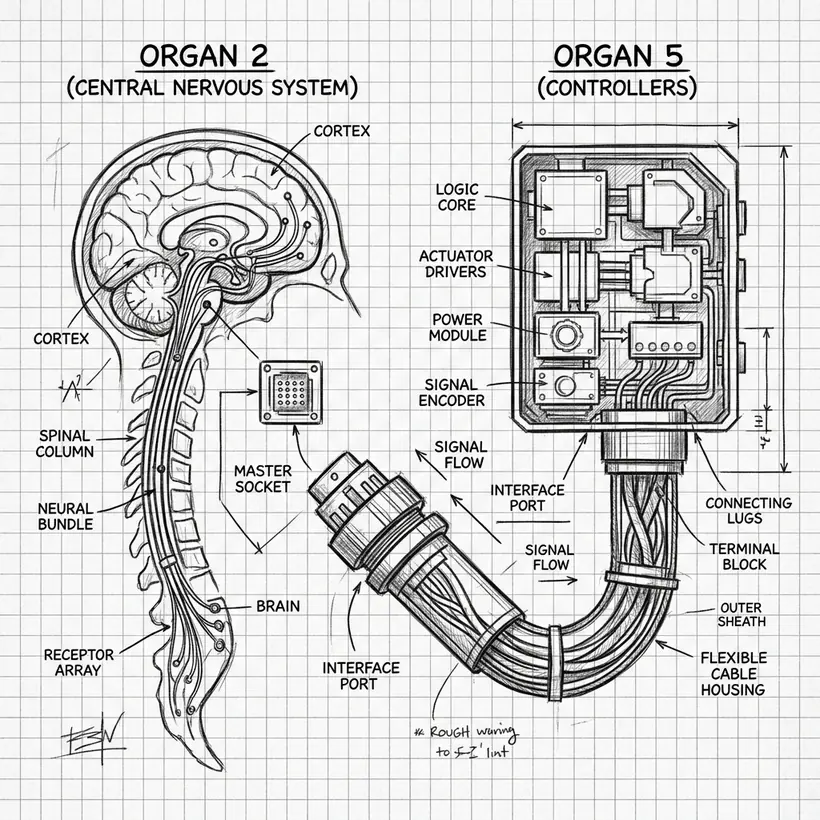 ORGAN 2
(CENTRAL NERVOUS SYSTEM)
CORTEX
CORTEX
SPINAL
COLUMN
NEURAL
BUNDLE
MASTER
SOCKET
BRAIN
RECEPTOR
ARRAY
ORGAN 5
(CONTROLLERS)
LOGIC
CORE
ACTUATOR
DRIVERS
POWER
MODULE
SIGNAL
ENCODER
SIGNAL
FLOW
INTERFACE
PORT
SIGNAL
FLOW
CONNECTING
LUGS
TERMINAL
BLOCK
OUTER
SHEATH
FLEXIBLE
CABLE
HOUSING
INTERFACE
PORT
ROUGH
to